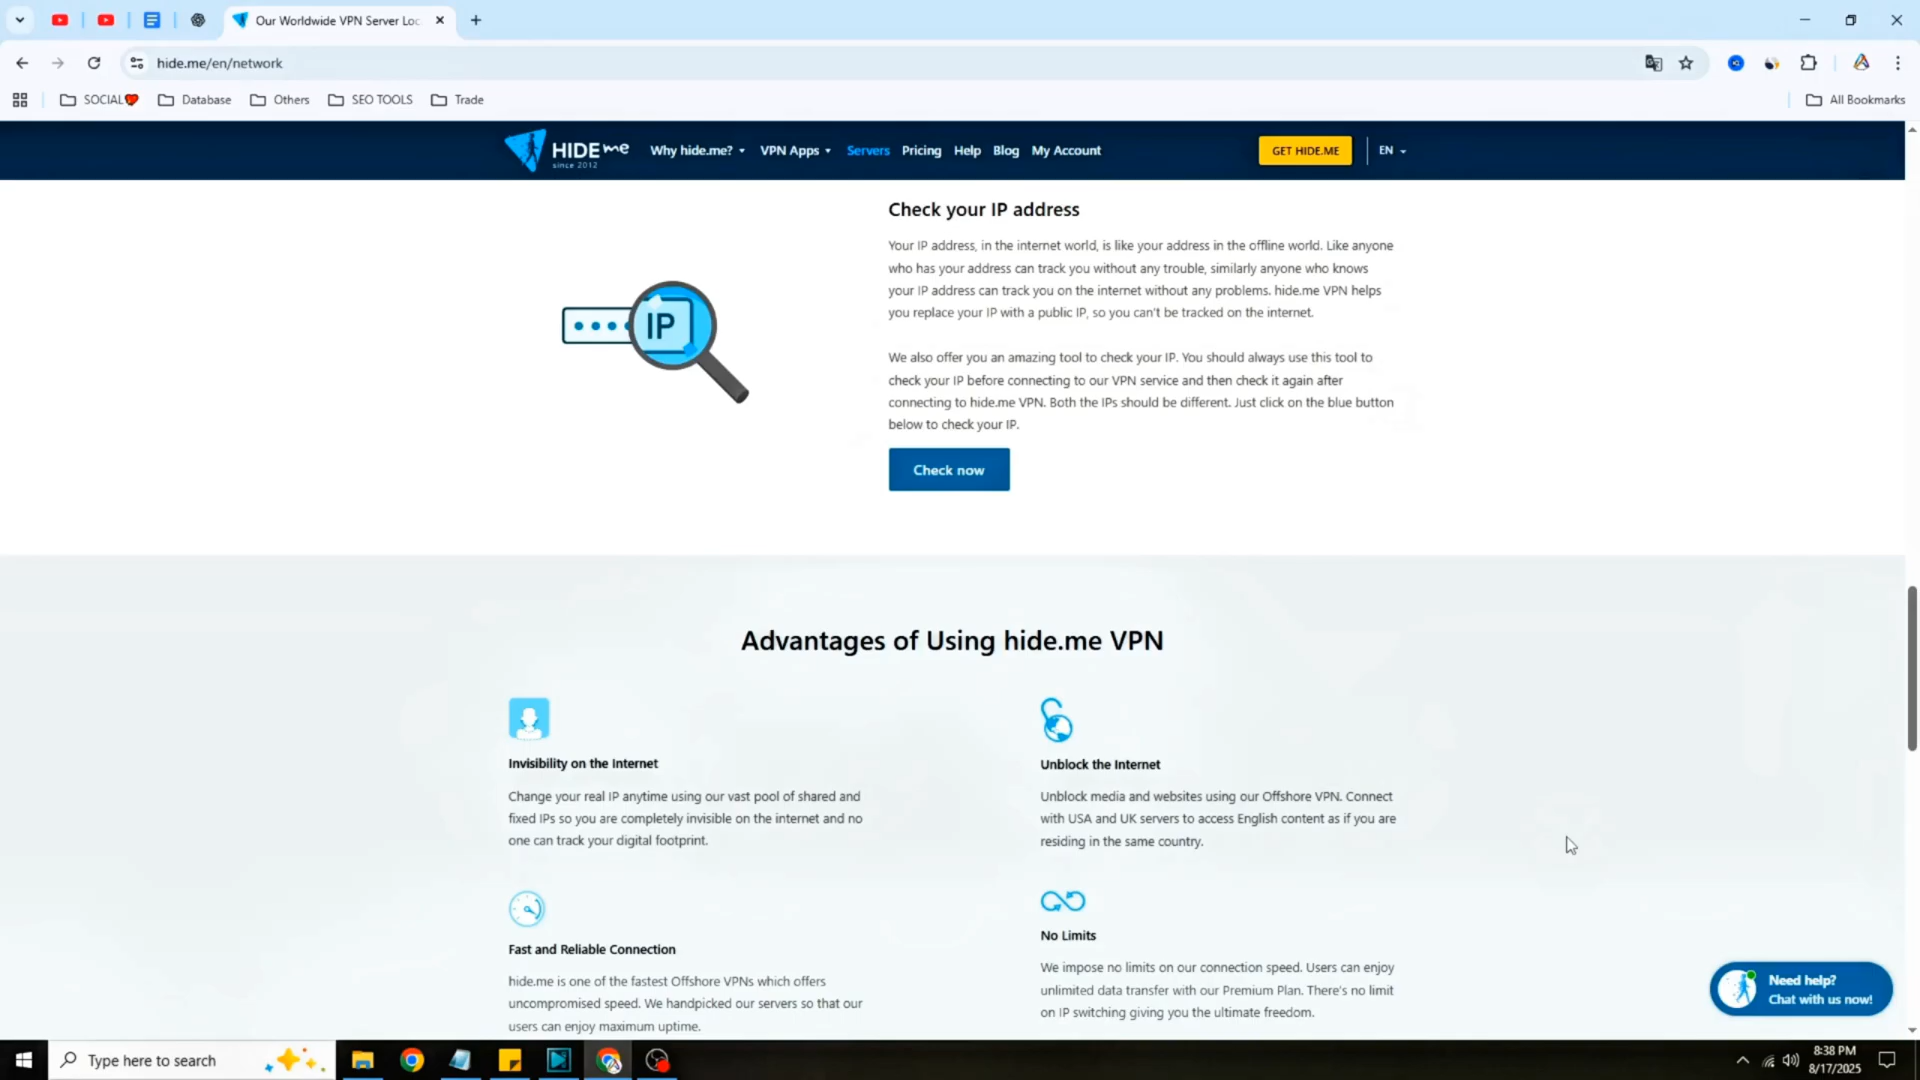 Our Worldwide VPN Server Loc
hide.me/en/network
SOCIAL
Database
Others
SEO TOOLS
Trade
All Bookmarks
HIDE me
since 2012
Why hide.me?
VPN Apps
Servers
Pricing
Help
Blog
My Account
GET HIDE.ME
EN
Check your IP address
Your IP address, in the internet world, is like your address in the offline world. Like anyone
who has your address can track you without any trouble, similarly anyone who knows
your IP address can track you on the internet without any problems. hide.me VPN helps
you replace your IP with a public IP, so you can't be tracked on the internet.
IP
We also offer you an amazing tool to check your IP. You should always use this tool to
check your IP before connecting to our VPN service and then check it again after
connecting to hide.me VPN. Both the IPs should be different. Just click on the blue button
below to check your IP.
Check now
Advantages of Using hide.me VPN
Invisibility on the Internet
Change your real IP anytime using our vast pool of shared and
fixed IPs so you are completely invisible on the internet and no
one can track your digital footprint.
Unblock the Internet
Unblock media and websites using our Offshore VPN. Connect
with USA and UK servers to access English content as if you are
residing in the same country.
Fast and Reliable Connection
hide.me is one of the fastest Offshore VPNs which offers
uncompromised speed. We handpicked our servers so that our
users can enjoy maximum uptime.
No Limits
We impose no limits on our connection speed. Users can enjoy
unlimited data transfer with our Premium Plan. There's no limit
on IP switching giving you the ultimate freedom.
Need help?
Chat with us now!
Type here to search
8:38 PM
8/17/2025